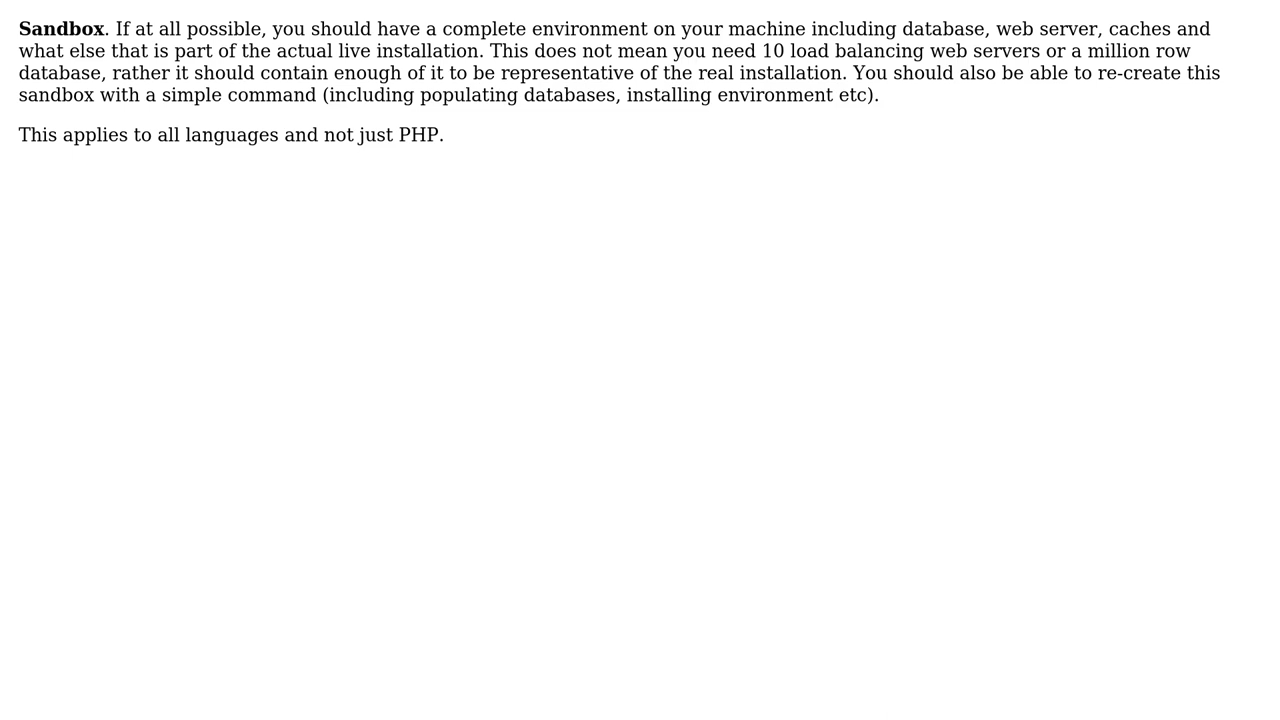 Sandbox. If at all possible, you should have a complete environment on your machine including database, web server, caches and
what else that is part of the actual live installation. This does not mean you need 10 load balancing web servers or a million row
database, rather it should contain enough of it to be representative of the real installation. You should also be able to re-create this
sandbox with a simple command (including populating databases, installing environment etc).
This applies to all languages and not just PHP.